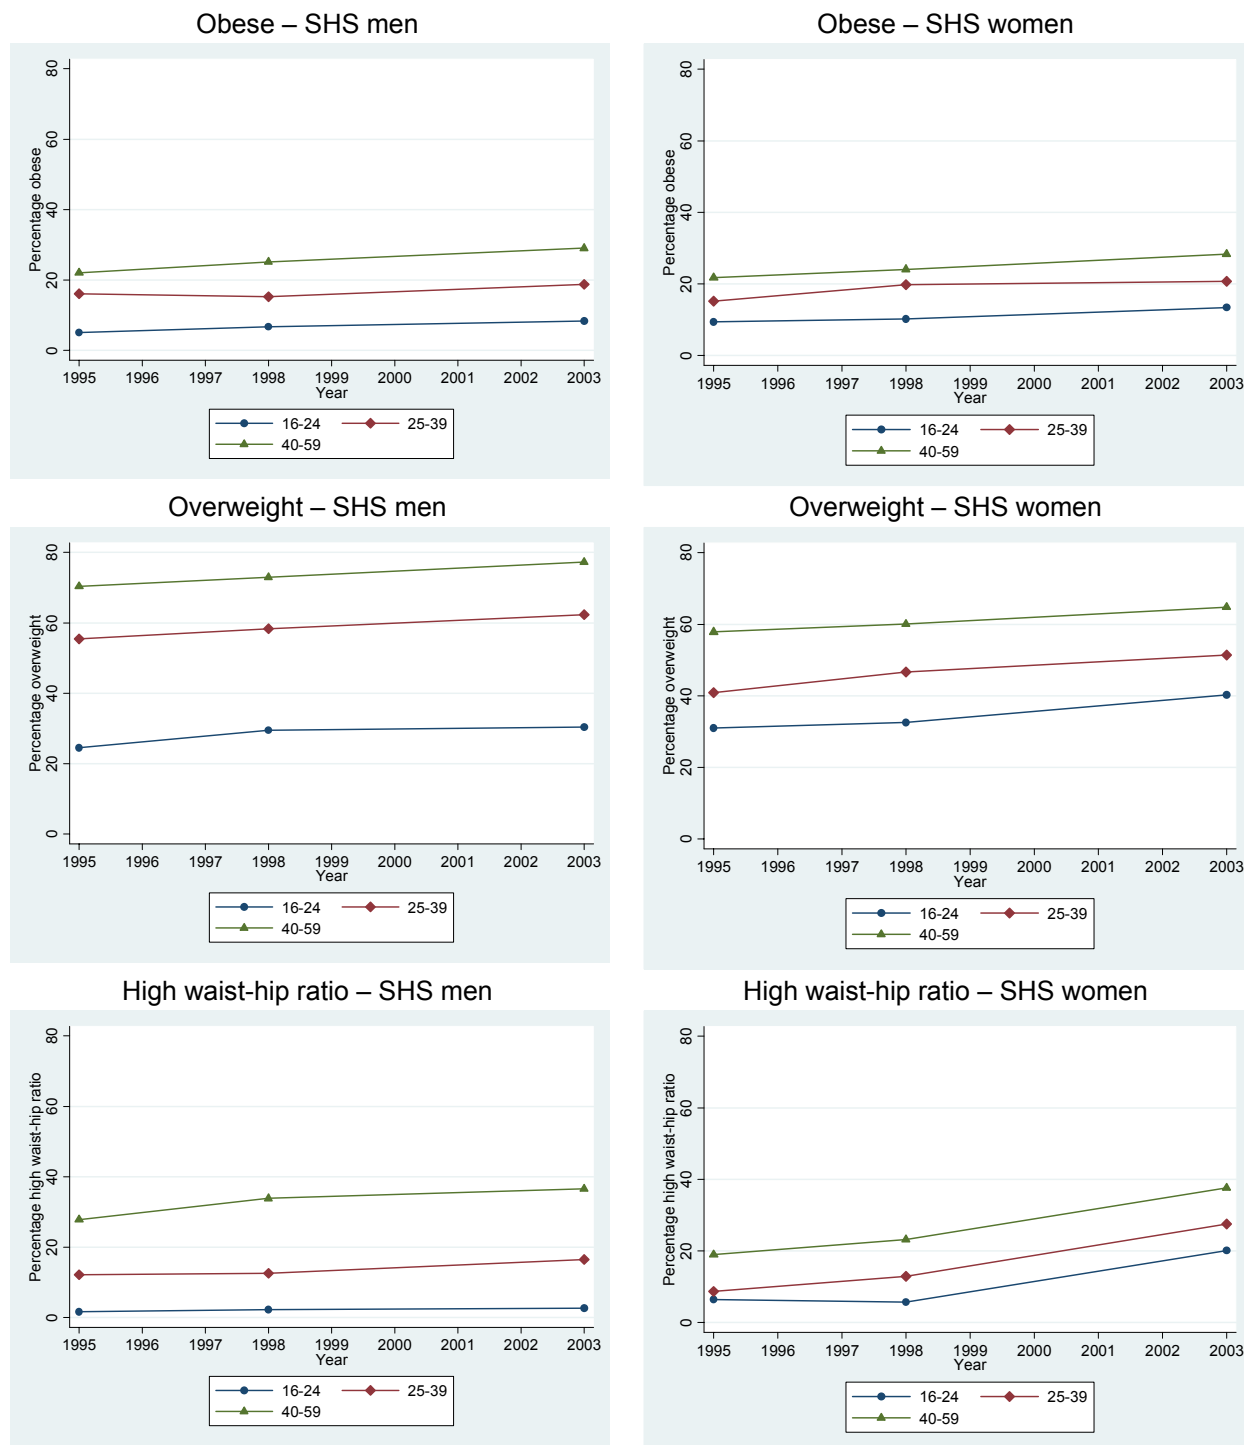 Obese – SHS men
Percentage obese
80
60
40
20
0
1995 1996 1997 1998 1999 2000 2001 2002 2003
Year
16-24 25-39
40-59
Obese – SHS women
Percentage obese
80
60
40
20
0
1995 1996 1997 1998 1999 2000 2001 2002 2003
Year
16-24 25-39
40-59
Overweight – SHS men
Percentage overweight
80
60
40
20
0
1995 1996 1997 1998 1999 2000 2001 2002 2003
Year
16-24 25-39
40-59
Overweight – SHS women
Percentage overweight
80
60
40
20
0
1995 1996 1997 1998 1999 2000 2001 2002 2003
Year
16-24 25-39
40-59
High waist-hip ratio – SHS men
Percentage high waist-hip ratio
80
60
40
20
0
1995 1996 1997 1998 1999 2000 2001 2002 2003
Year
16-24 25-39
40-59
High waist-hip ratio – SHS women
Percentage high waist-hip ratio
80
60
40
20
0
1995 1996 1997 1998 1999 2000 2001 2002 2003
Year
16-24 25-39
40-59